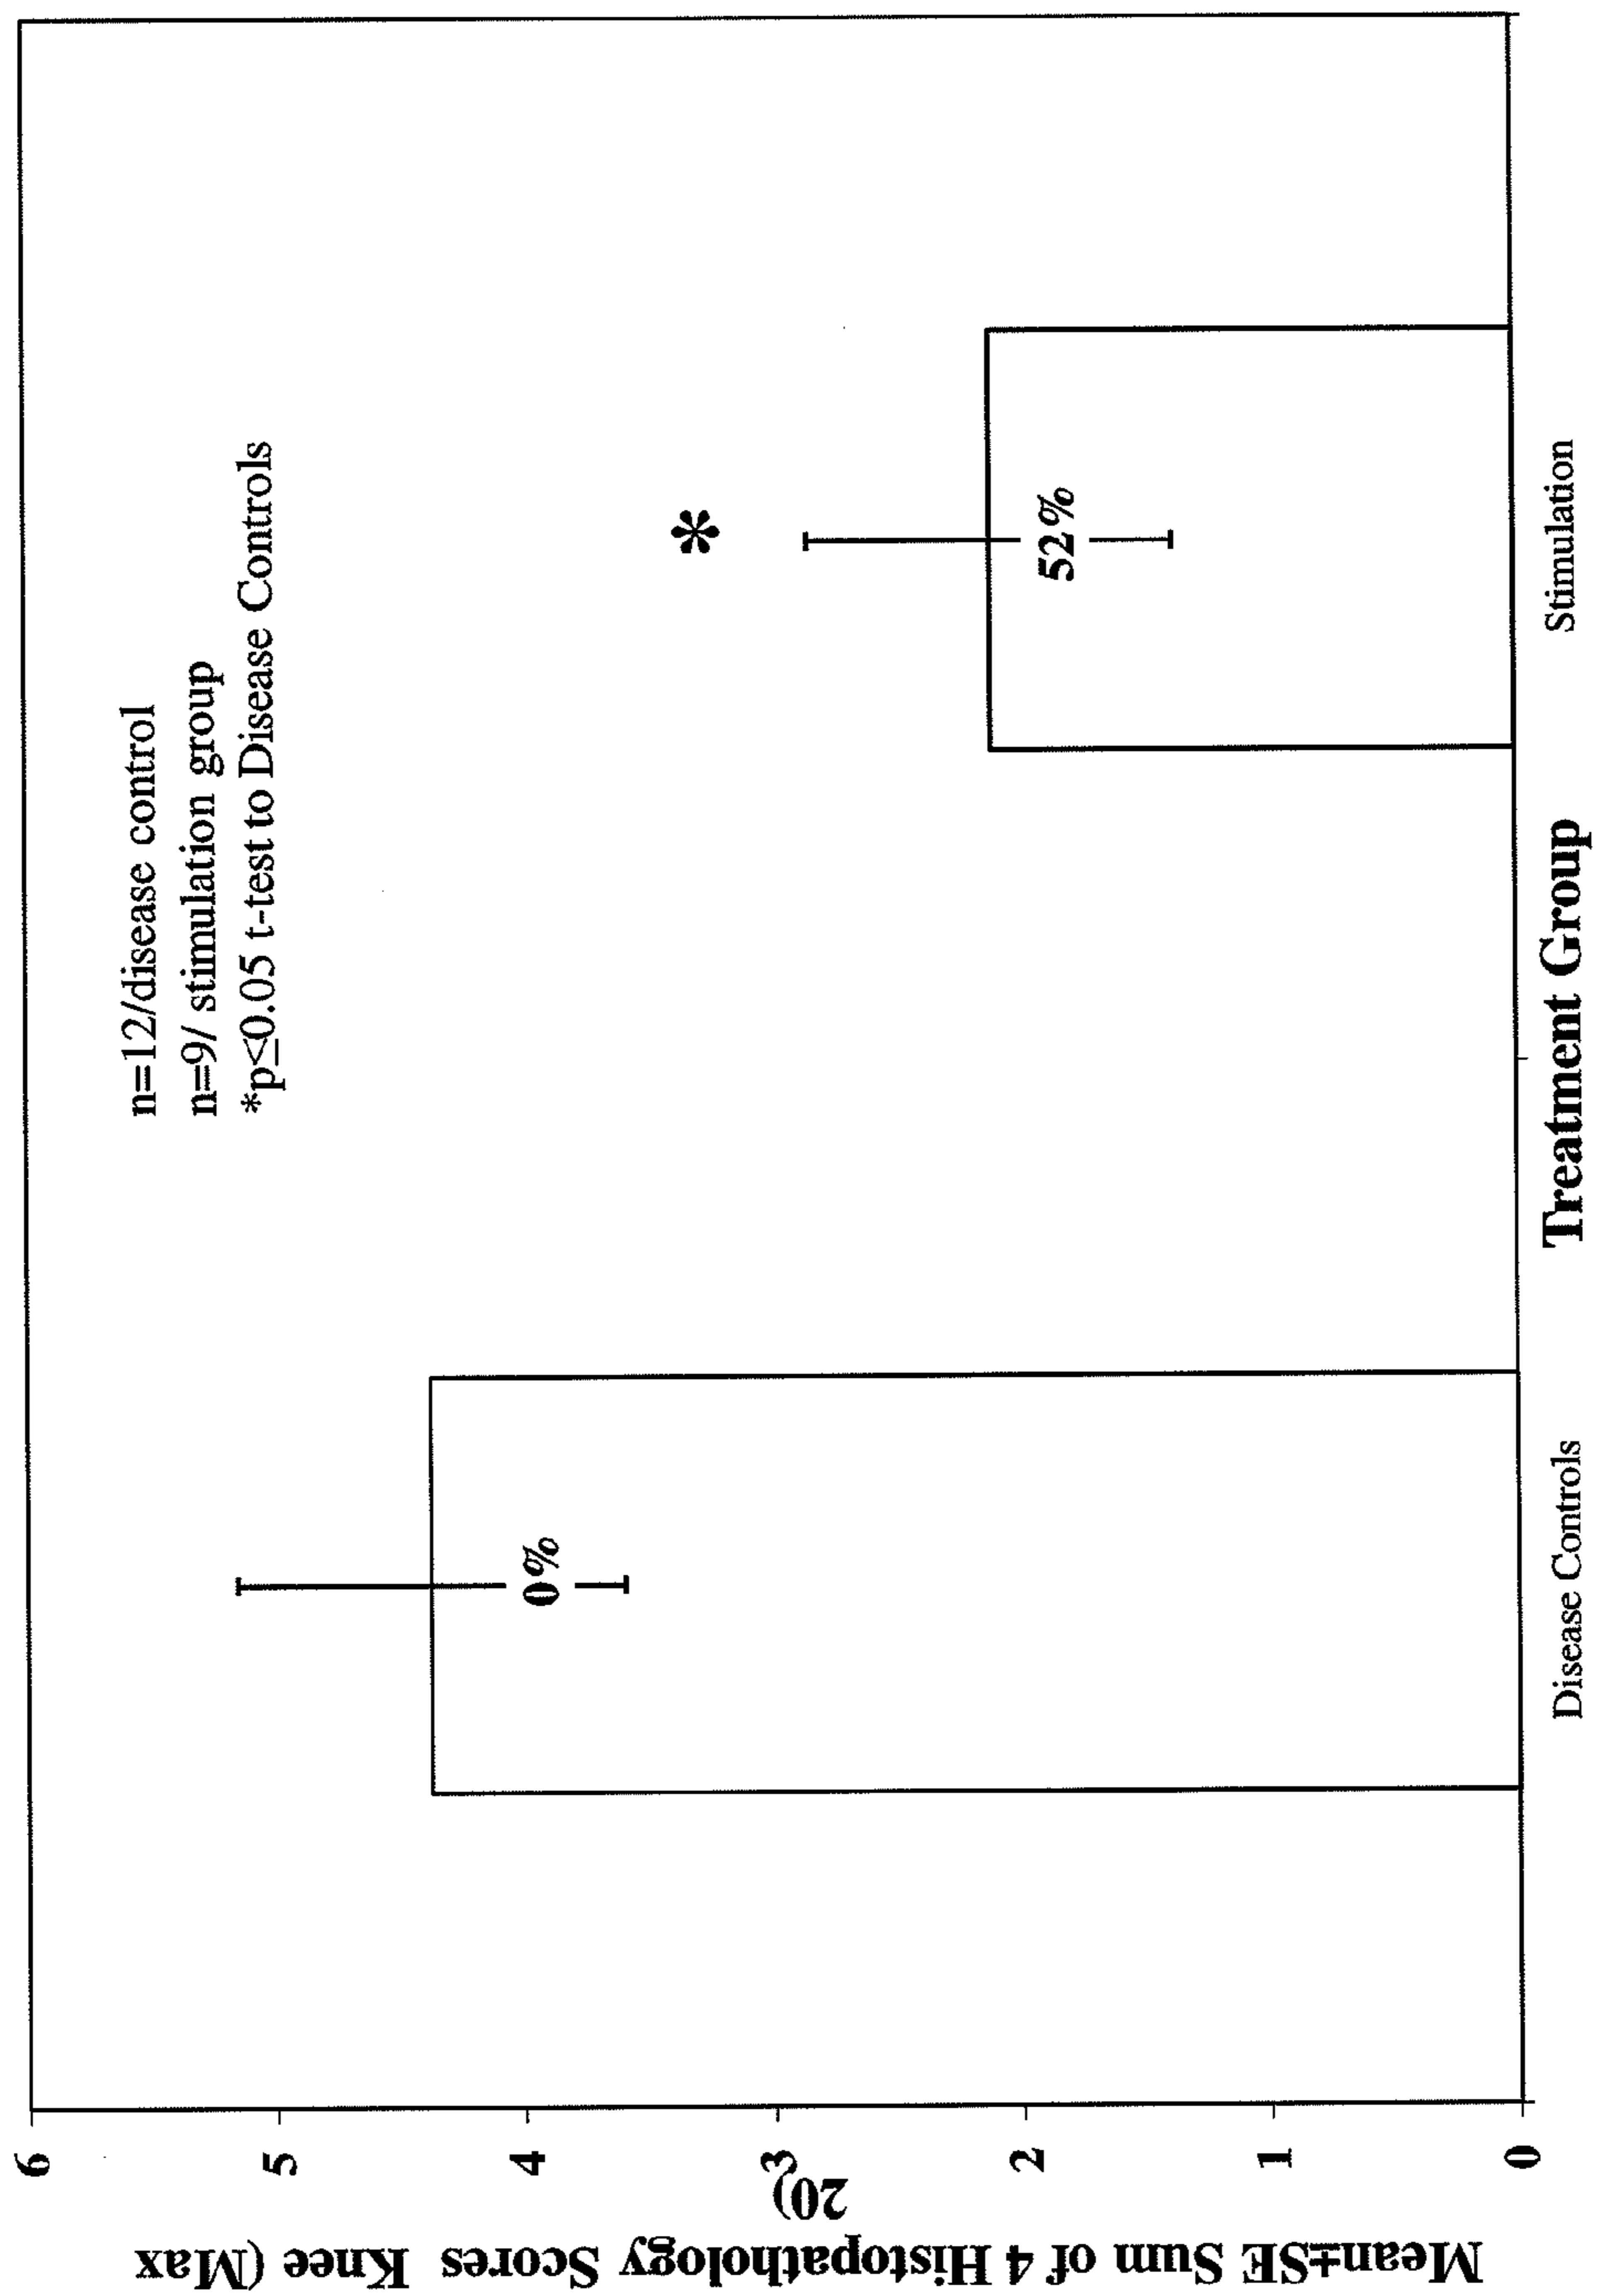 Mean±SE Sum of 4 Histopathology Scores Knee (Max
20)
6
5
4
3
2
1
0
n=12/disease control
n=9/ stimulation group
*p≤0.05 t-test to Disease Controls
0%
*
52%
Disease Controls
Stimulation
Treatment Group